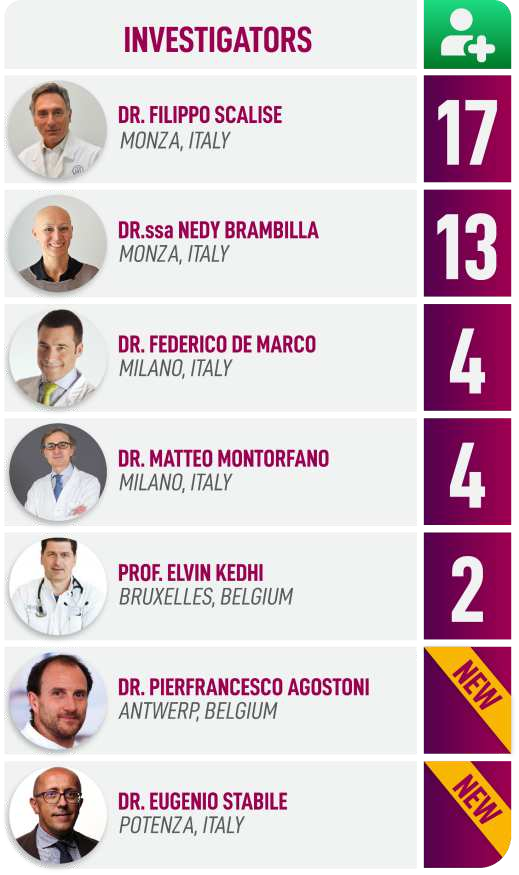 INVESTIGATORS
DR. FILIPPO SCALISE
MONZA, ITALY
17
DR.ssa NEDY BRAMBILLA
MONZA, ITALY
13
DR. FEDERICO DE MARCO
MILANO, ITALY
4
DR. MATTEO MONTORFANO
MILANO, ITALY
4
PROF. ELVIN KEDHI
BRUXELLES, BELGIUM
2
DR. PIERFRANCESCO AGOSTONI
ANTWERP, BELGIUM
NEW
DR. EUGENIO STABILE
POTENZA, ITALY
NEW